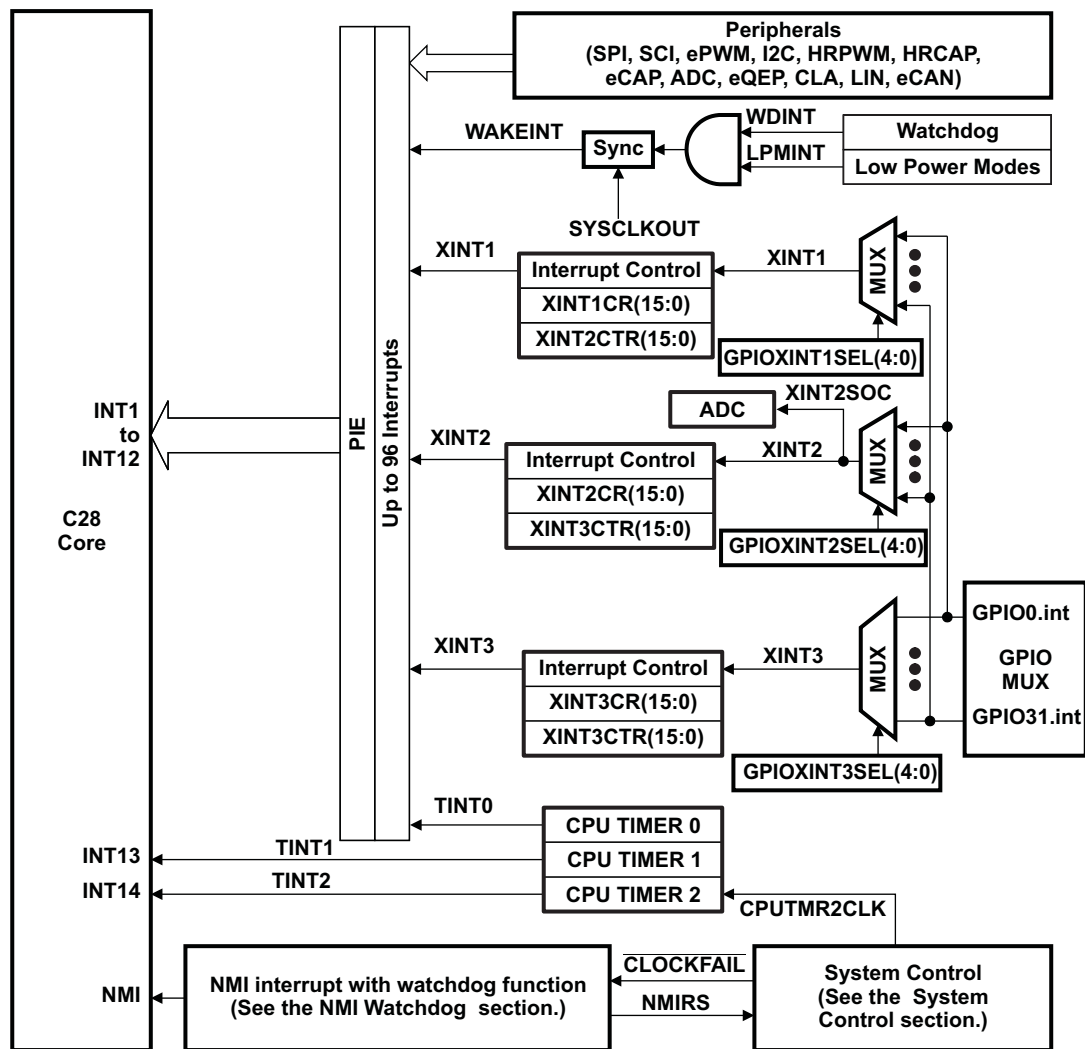 Peripherals
(SPI, SCI, ePWM, I2C, HRPWM, HRCAP,
eCAP, ADC, eQEP, CLA, LIN, eCAN)
WDINT
WAKEINT
Sync
Watchdog
LPMINT
Low Power Modes
SYSCLKOUT
XINT1
Interrupt Control
XINT1CR(15:0)
XINT2CTR(15:0)
XINT1
MUX
GPIOXINT1SEL(4:0)
XINT2SOC
ADC
XINT2
Interrupt Control
XINT2CR(15:0)
XINT3CTR(15:0)
XINT2
MUX
GPIOXINT2SEL(4:0)
INT1
to
INT12
PIE
Up to 96 Interrupts
C28
Core
XINT3
Interrupt Control
XINT3CR(15:0)
XINT3CTR(15:0)
XINT3
MUX
GPIOXINT3SEL(4:0)
GPIO0.int
GPIO
MUX
GPIO31.int
TINT0
CPU TIMER 0
INT13
TINT1
CPU TIMER 1
INT14
TINT2
CPU TIMER 2
CPUTMR2CLK
NMI
NMI interrupt with watchdog function
(See the NMI Watchdog section.)
CLOCKFAIL
NMIRS
System Control
(See the System
Control section.)